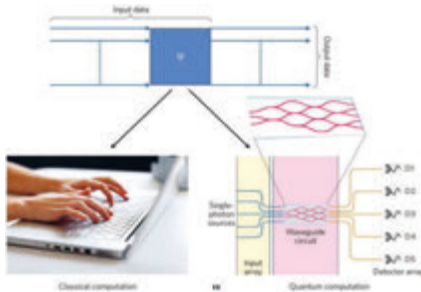 Input data
Output data
U
D1
D2
D3
D4
D5
Single-
photon
sources
Waveguide
circuit
Input
array
Detector array
Classical computation
Quantum computation